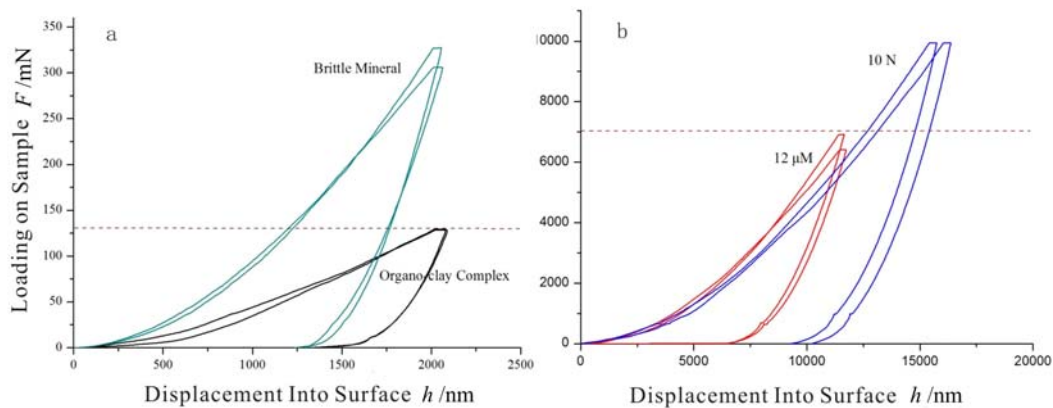 a
Loading on Sample F/mN
350
300
250
200
150
100
50
0
Brittle Mineral
Organo-clay Complex
0 500 1000 1500 2000 2500
Displacement Into Surface h/nm
b
10000
8000
6000
4000
2000
0
10 N
12 μM
0 5000 10000 15000 20000
Displacement Into Surface h/nm